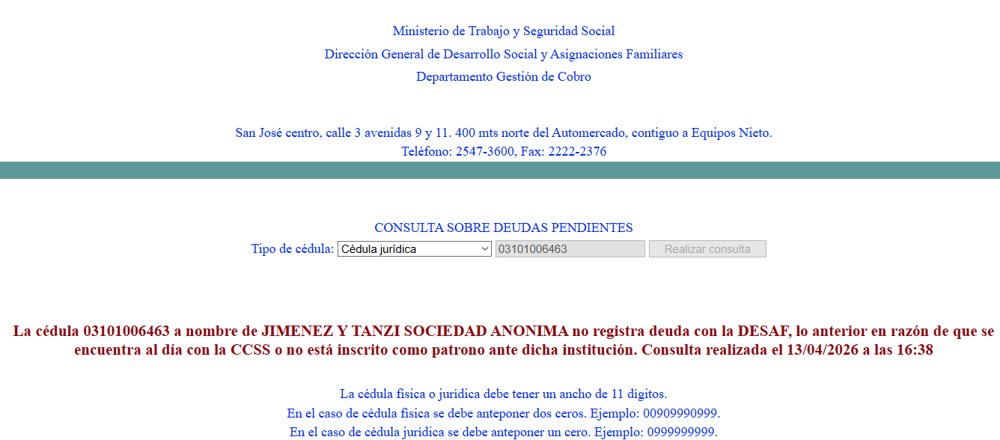 Ministerio de Trabajo y Seguridad Social
Dirección General de Desarrollo Social y Asignaciones Familiares
Departamento Gestión de Cobro
San José centro, calle 3 avenidas 9 y 11. 400 mts norte del Automercado, contiguo a Equipos Nieto.
Teléfono: 2547-3600, Fax: 2222-2376
CONSULTA SOBRE DEUDAS PENDIENTES
Tipo de cédula: Cédula jurídica 03101006463 Realizar consulta
La cédula 03101006463 a nombre de JIMENEZ Y TANZI SOCIEDAD ANONIMA no registra deuda con la DESAF, lo anterior en razón de que se
encuentra al día con la CCSS o no está inscrito como patrono ante dicha institución. Consulta realizada el 13/04/2026 a las 16:38
La cédula física o jurídica debe tener un ancho de 11 dígitos.
En el caso de cédula física se debe anteponer dos ceros. Ejemplo: 00909990999.
En el caso de cédula jurídica se debe anteponer un cero. Ejemplo: 0999999999.